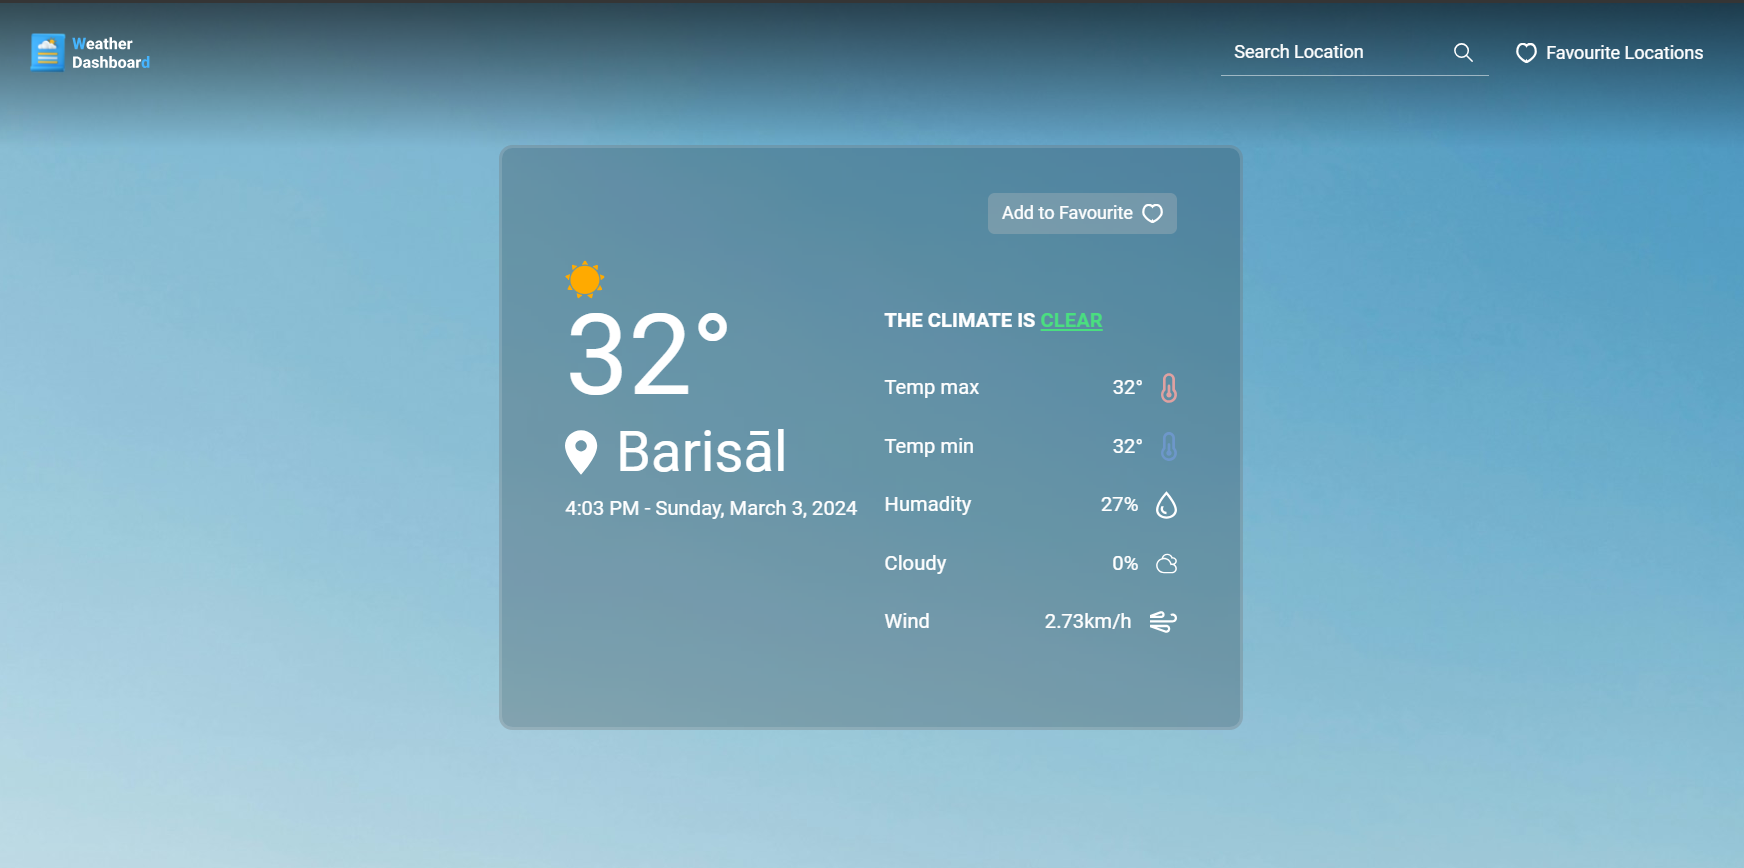 Weather
Dashboard
Search Location
Favourite Locations
Add to Favourite
32°
Barisāl
4:03 PM - Sunday, March 3, 2024
THE CLIMATE IS CLEAR
Temp max 32°
Temp min 32°
Humadity 27%
Cloudy 0%
Wind 2.73km/h